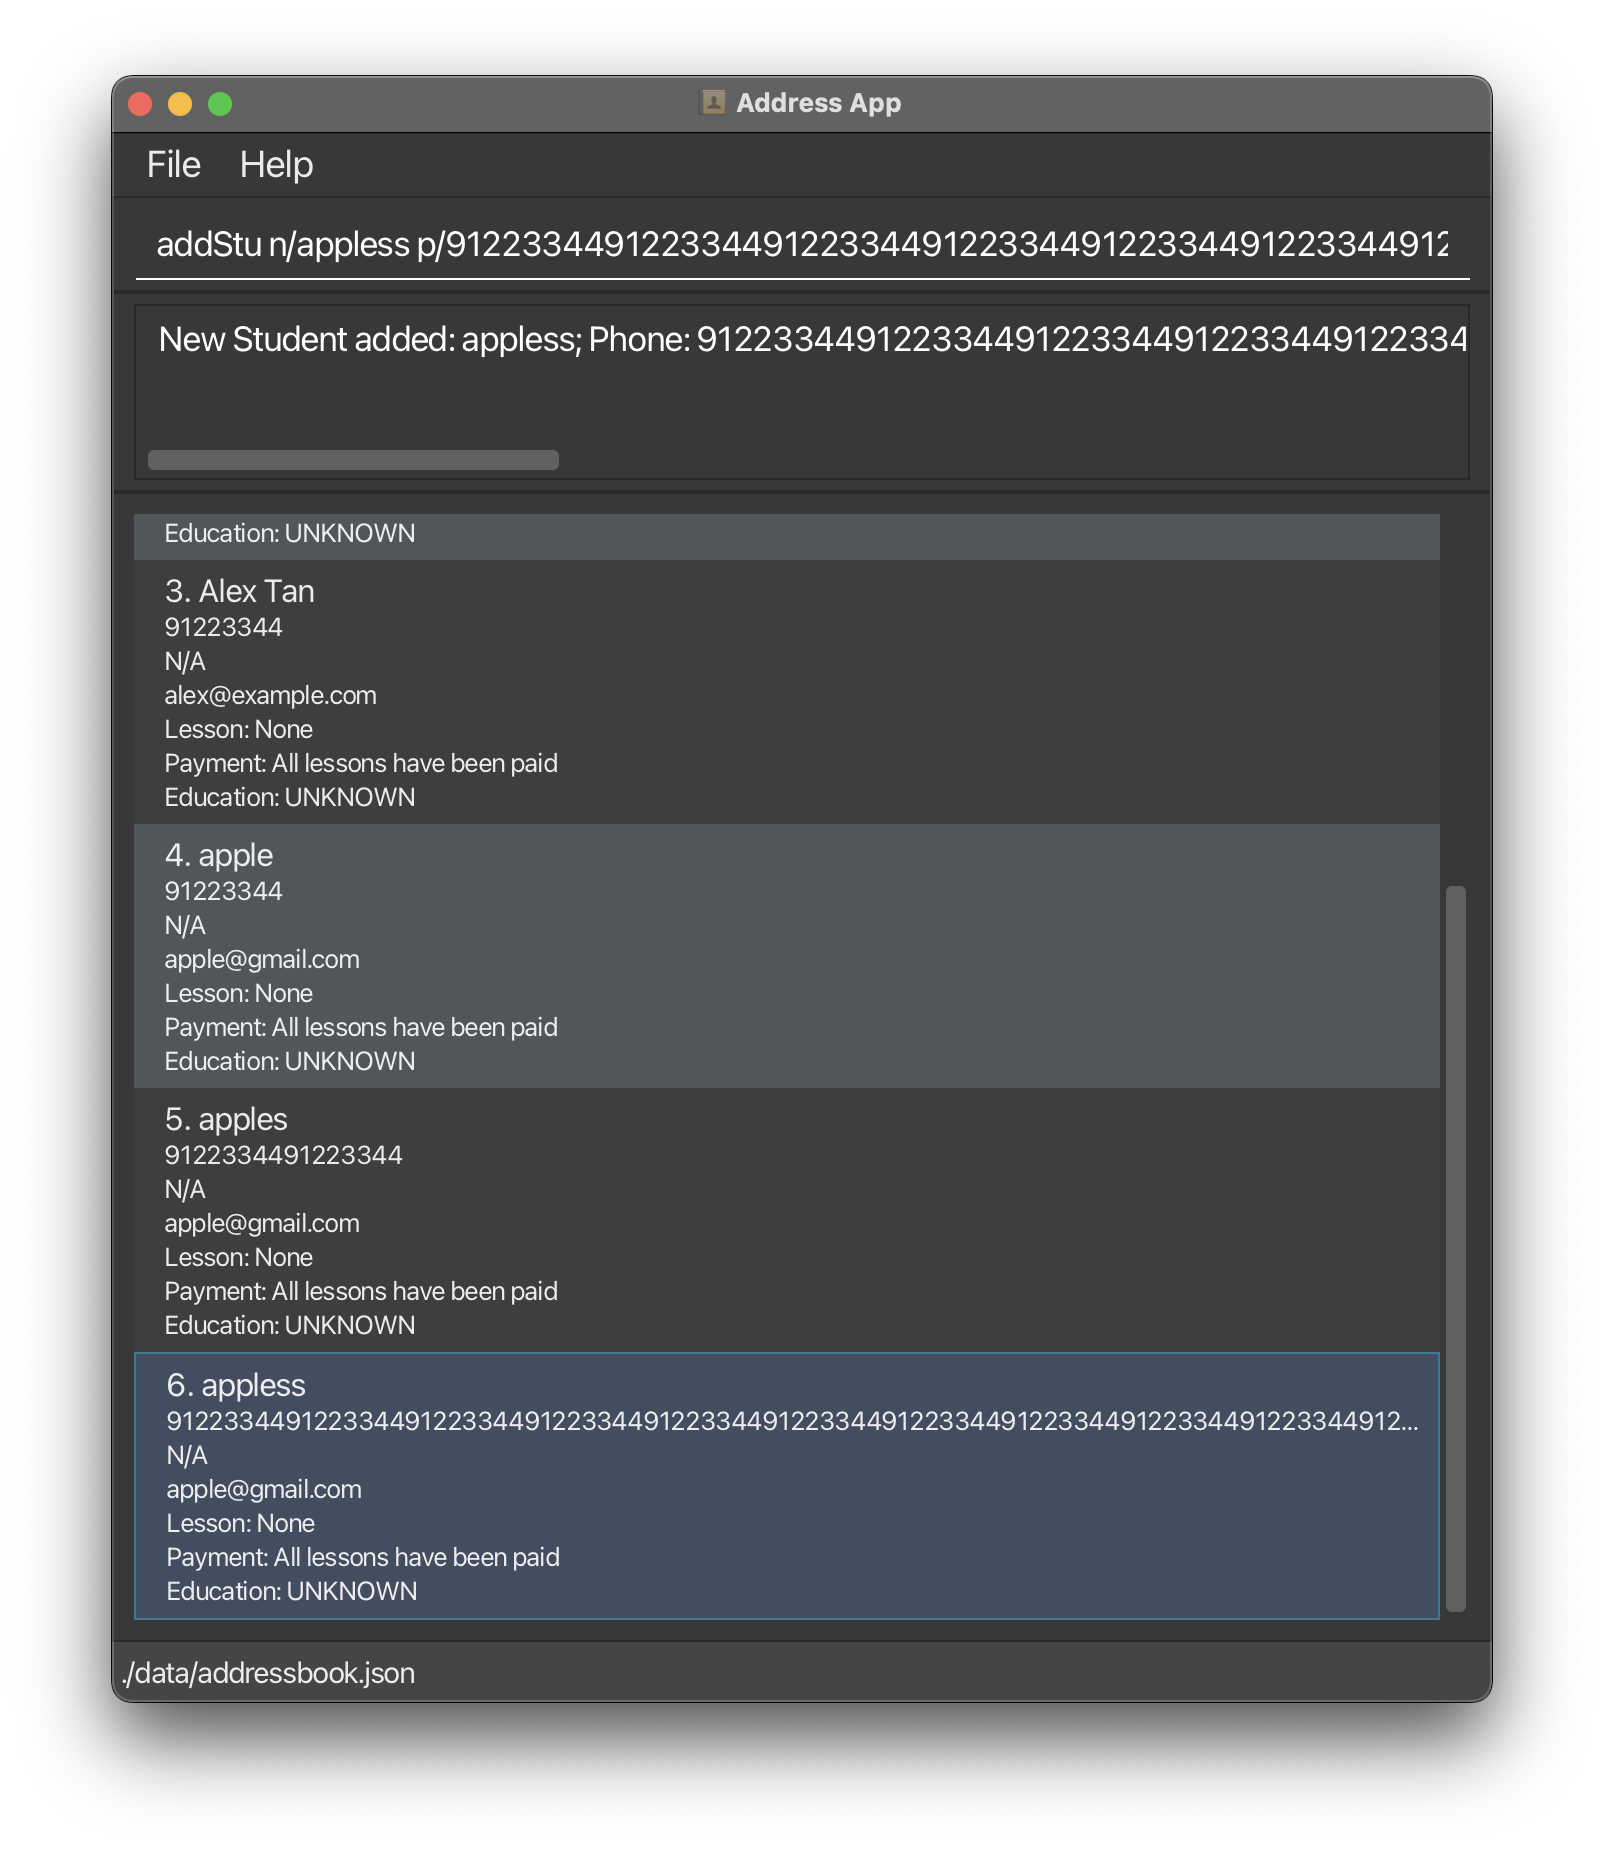 Address App
File Help
addStu n/appless p/912233449122334491223344912233449122334491223344912
New Student added: appless; Phone: 912233449122334491223344912233449122334
Education: UNKNOWN
3. Alex Tan
91223344
N/A
alex@example.com
Lesson: None
Payment: All lessons have been paid
Education: UNKNOWN
4. apple
91223344
N/A
apple@gmail.com
Lesson: None
Payment: All lessons have been paid
Education: UNKNOWN
5. apples
9122334491223344
N/A
apple@gmail.com
Lesson: None
Payment: All lessons have been paid
Education: UNKNOWN
6. appless
91223344912233449122334491223344912233449122334491223344912233449122334491223344912...
N/A
apple@gmail.com
Lesson: None
Payment: All lessons have been paid
Education: UNKNOWN
./data/addressbook.json